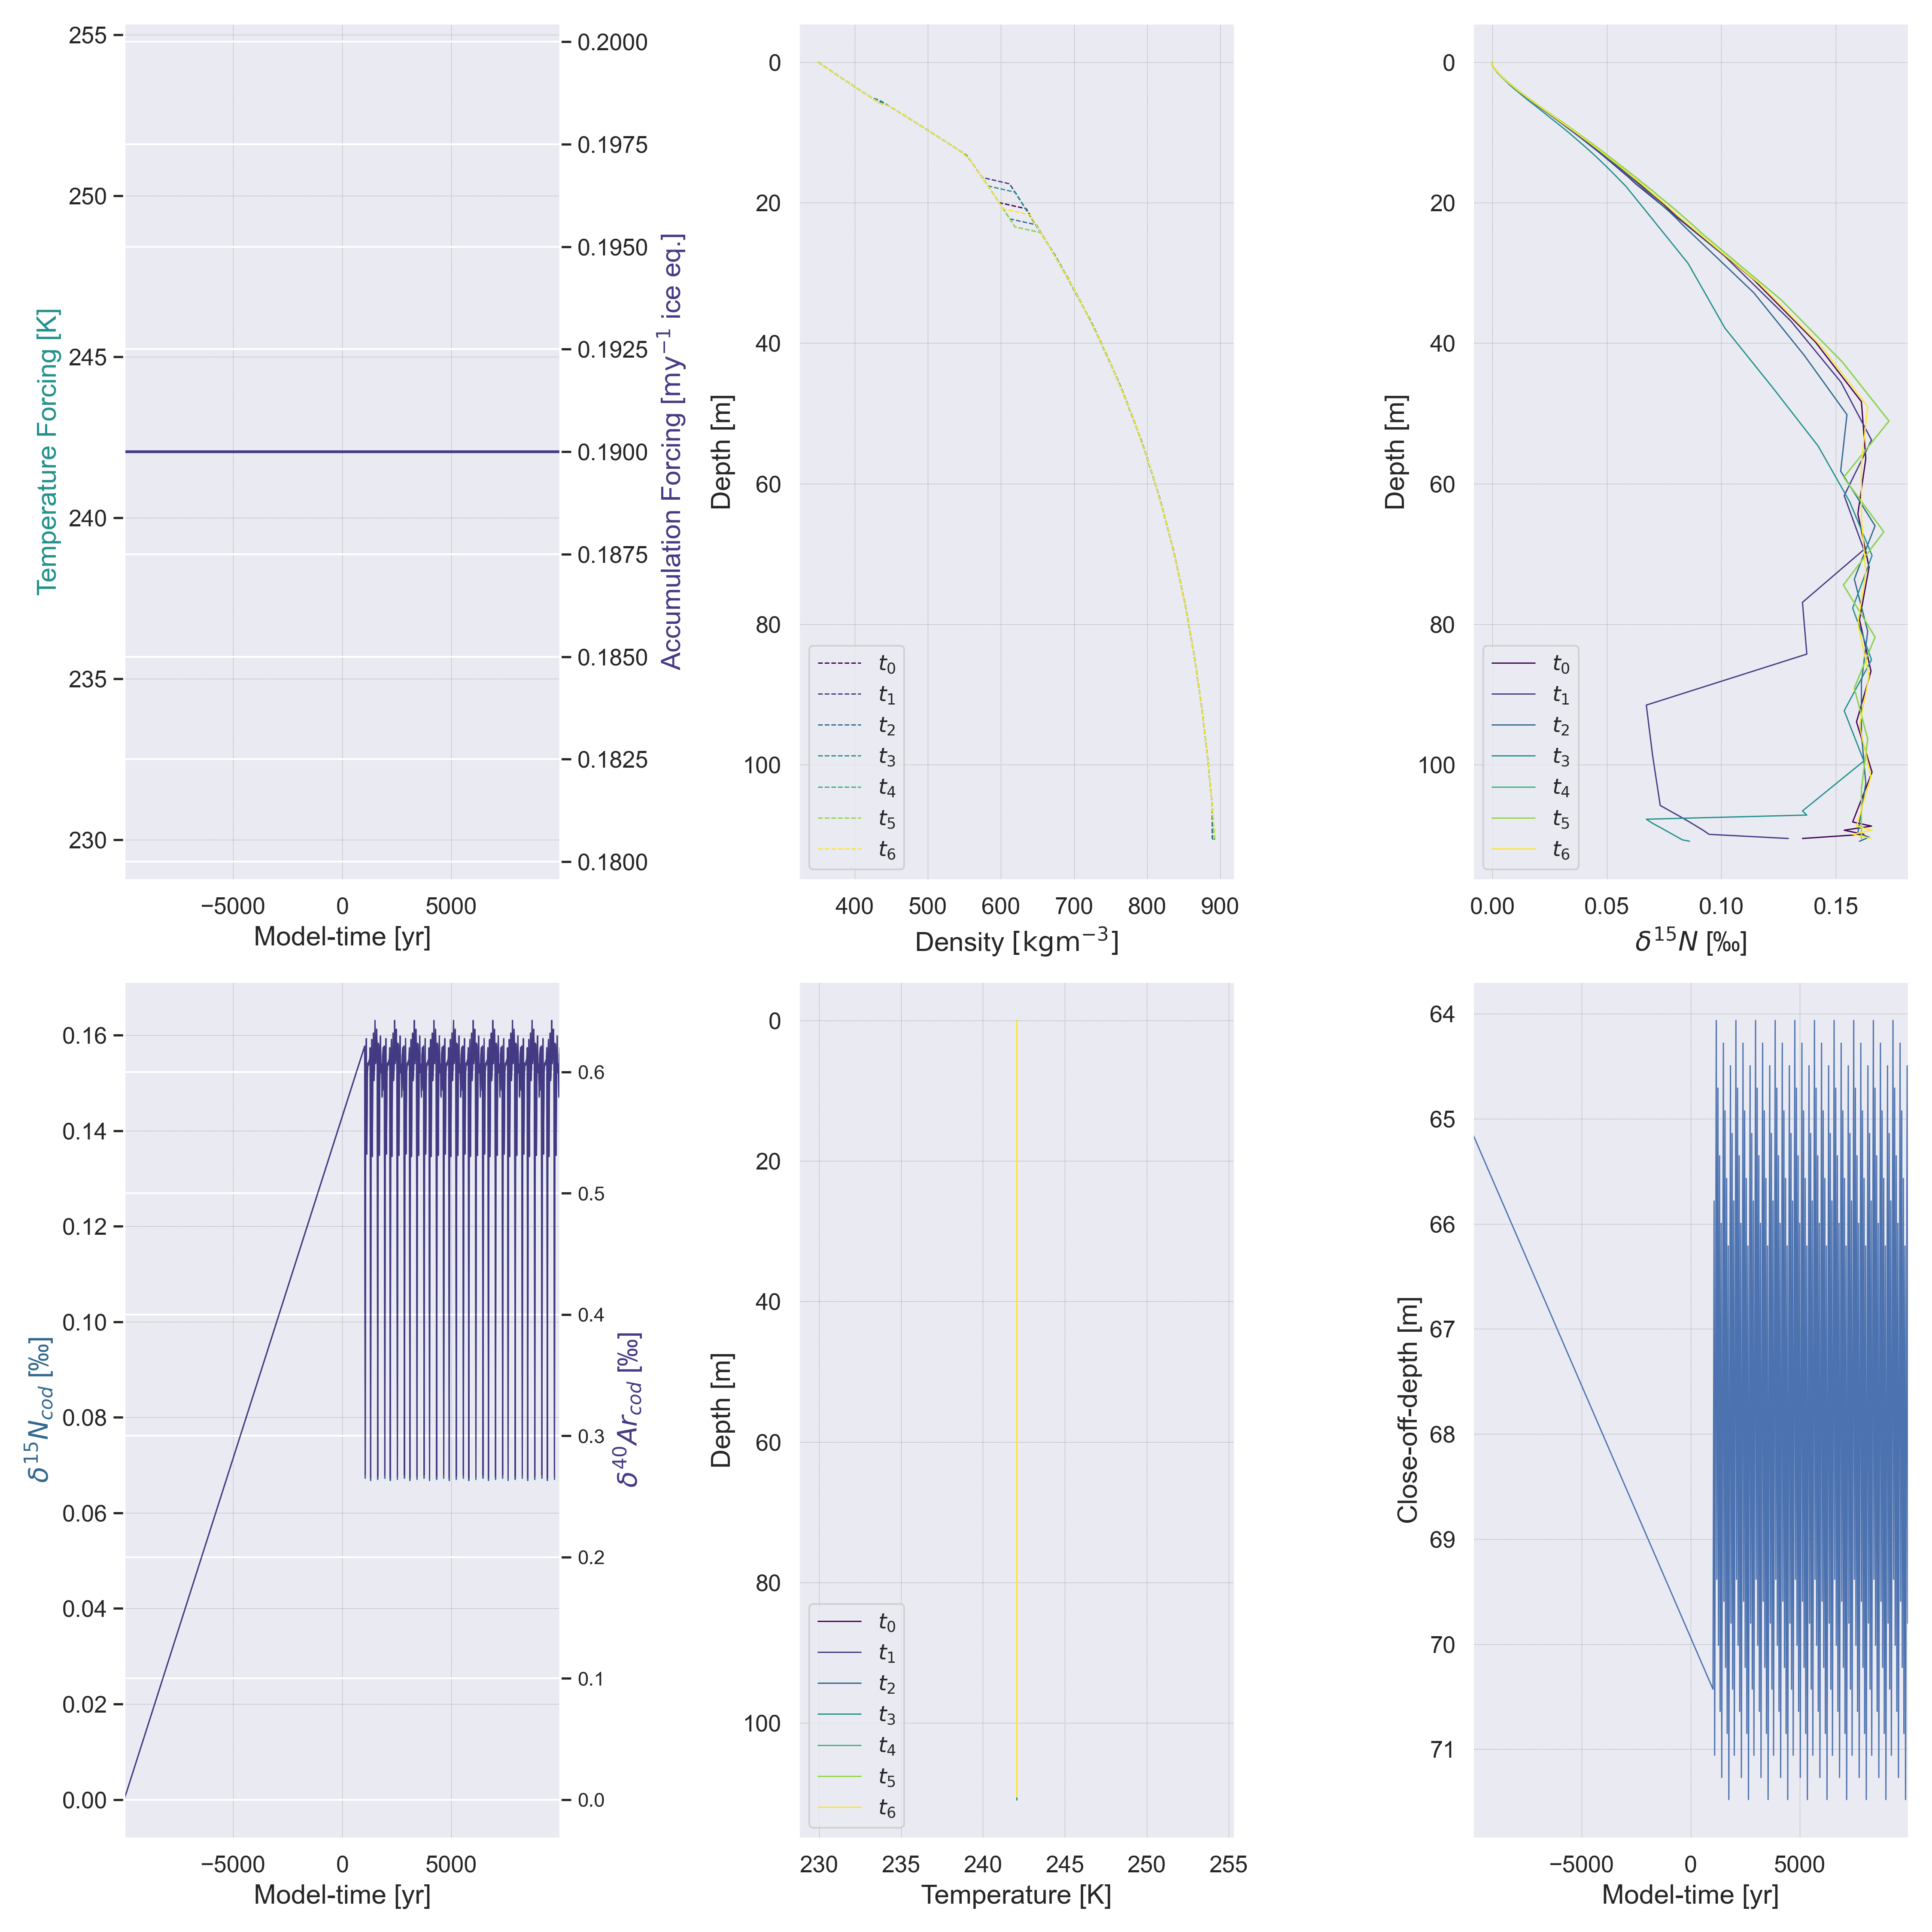 255
250
245
240
235
230
Temperature Forcing [K]
−5000 0 5000
Model-time [yr]
0.2000
0.1975
0.1950
0.1925
0.1900
0.1875
0.1850
0.1825
0.1800
Accumulation Forcing [my⁻¹ ice eq.]
0
20
40
60
80
100
Depth [m]
t₀
t₁
t₂
t₃
t₄
t₅
t₆
400 500 600 700 800 900
Density [kgm⁻³]
0
20
40
60
80
100
Depth [m]
t₀
t₁
t₂
t₃
t₄
t₅
t₆
0.00 0.05 0.10 0.15
δ¹⁵N [‰]
0.16
0.14
0.12
0.10
0.08
0.06
0.04
0.02
0.00
δ¹⁵N_cod [‰]
−5000 0 5000
Model-time [yr]
0.6
0.5
0.4
0.3
0.2
0.1
0.0
δ⁴⁰Ar_cod [‰]
0
20
40
60
80
100
Depth [m]
t₀
t₁
t₂
t₃
t₄
t₅
t₆
230 235 240 245 250 255
Temperature [K]
64
65
66
67
68
69
70
71
Close-off-depth [m]
−5000 0 5000
Model-time [yr]